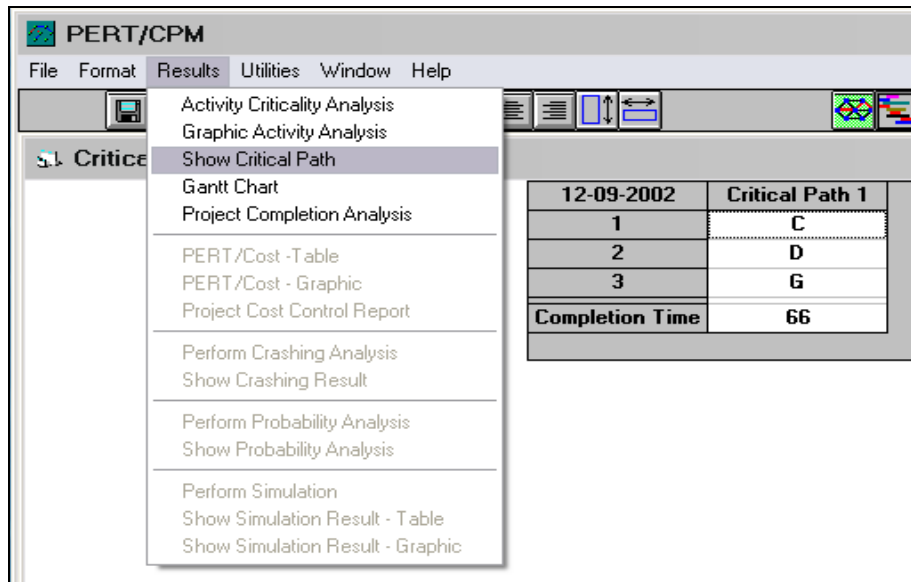 PERT/CPM
File Format Results Utilities Window Help
Critica
Activity Criticality Analysis
Graphic Activity Analysis
Show Critical Path
Gantt Chart
Project Completion Analysis
PERT/Cost -Table
PERT/Cost - Graphic
Project Cost Control Report
Perform Crashing Analysis
Show Crashing Result
Perform Probability Analysis
Show Probability Analysis
Perform Simulation
Show Simulation Result - Table
Show Simulation Result - Graphic
12-09-2002 Critical Path 1
1 C
2 D
3 G
Completion Time 66